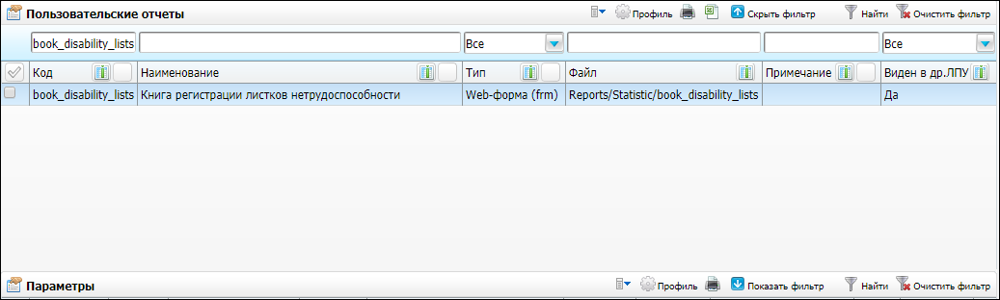 Пользовательские отчеты Профиль Скрыть фильтр Найти Очистить фильтр
book_disability_lists Все Все
Код Наименование Тип Файл Примечание Виден в др.ЛПУ
book_disability_lists Книга регистрации листков нетрудоспособности Web-форма (frm) Reports/Statistic/book_disability_lists Да
Параметры Профиль Показать фильтр Найти Очистить фильтр